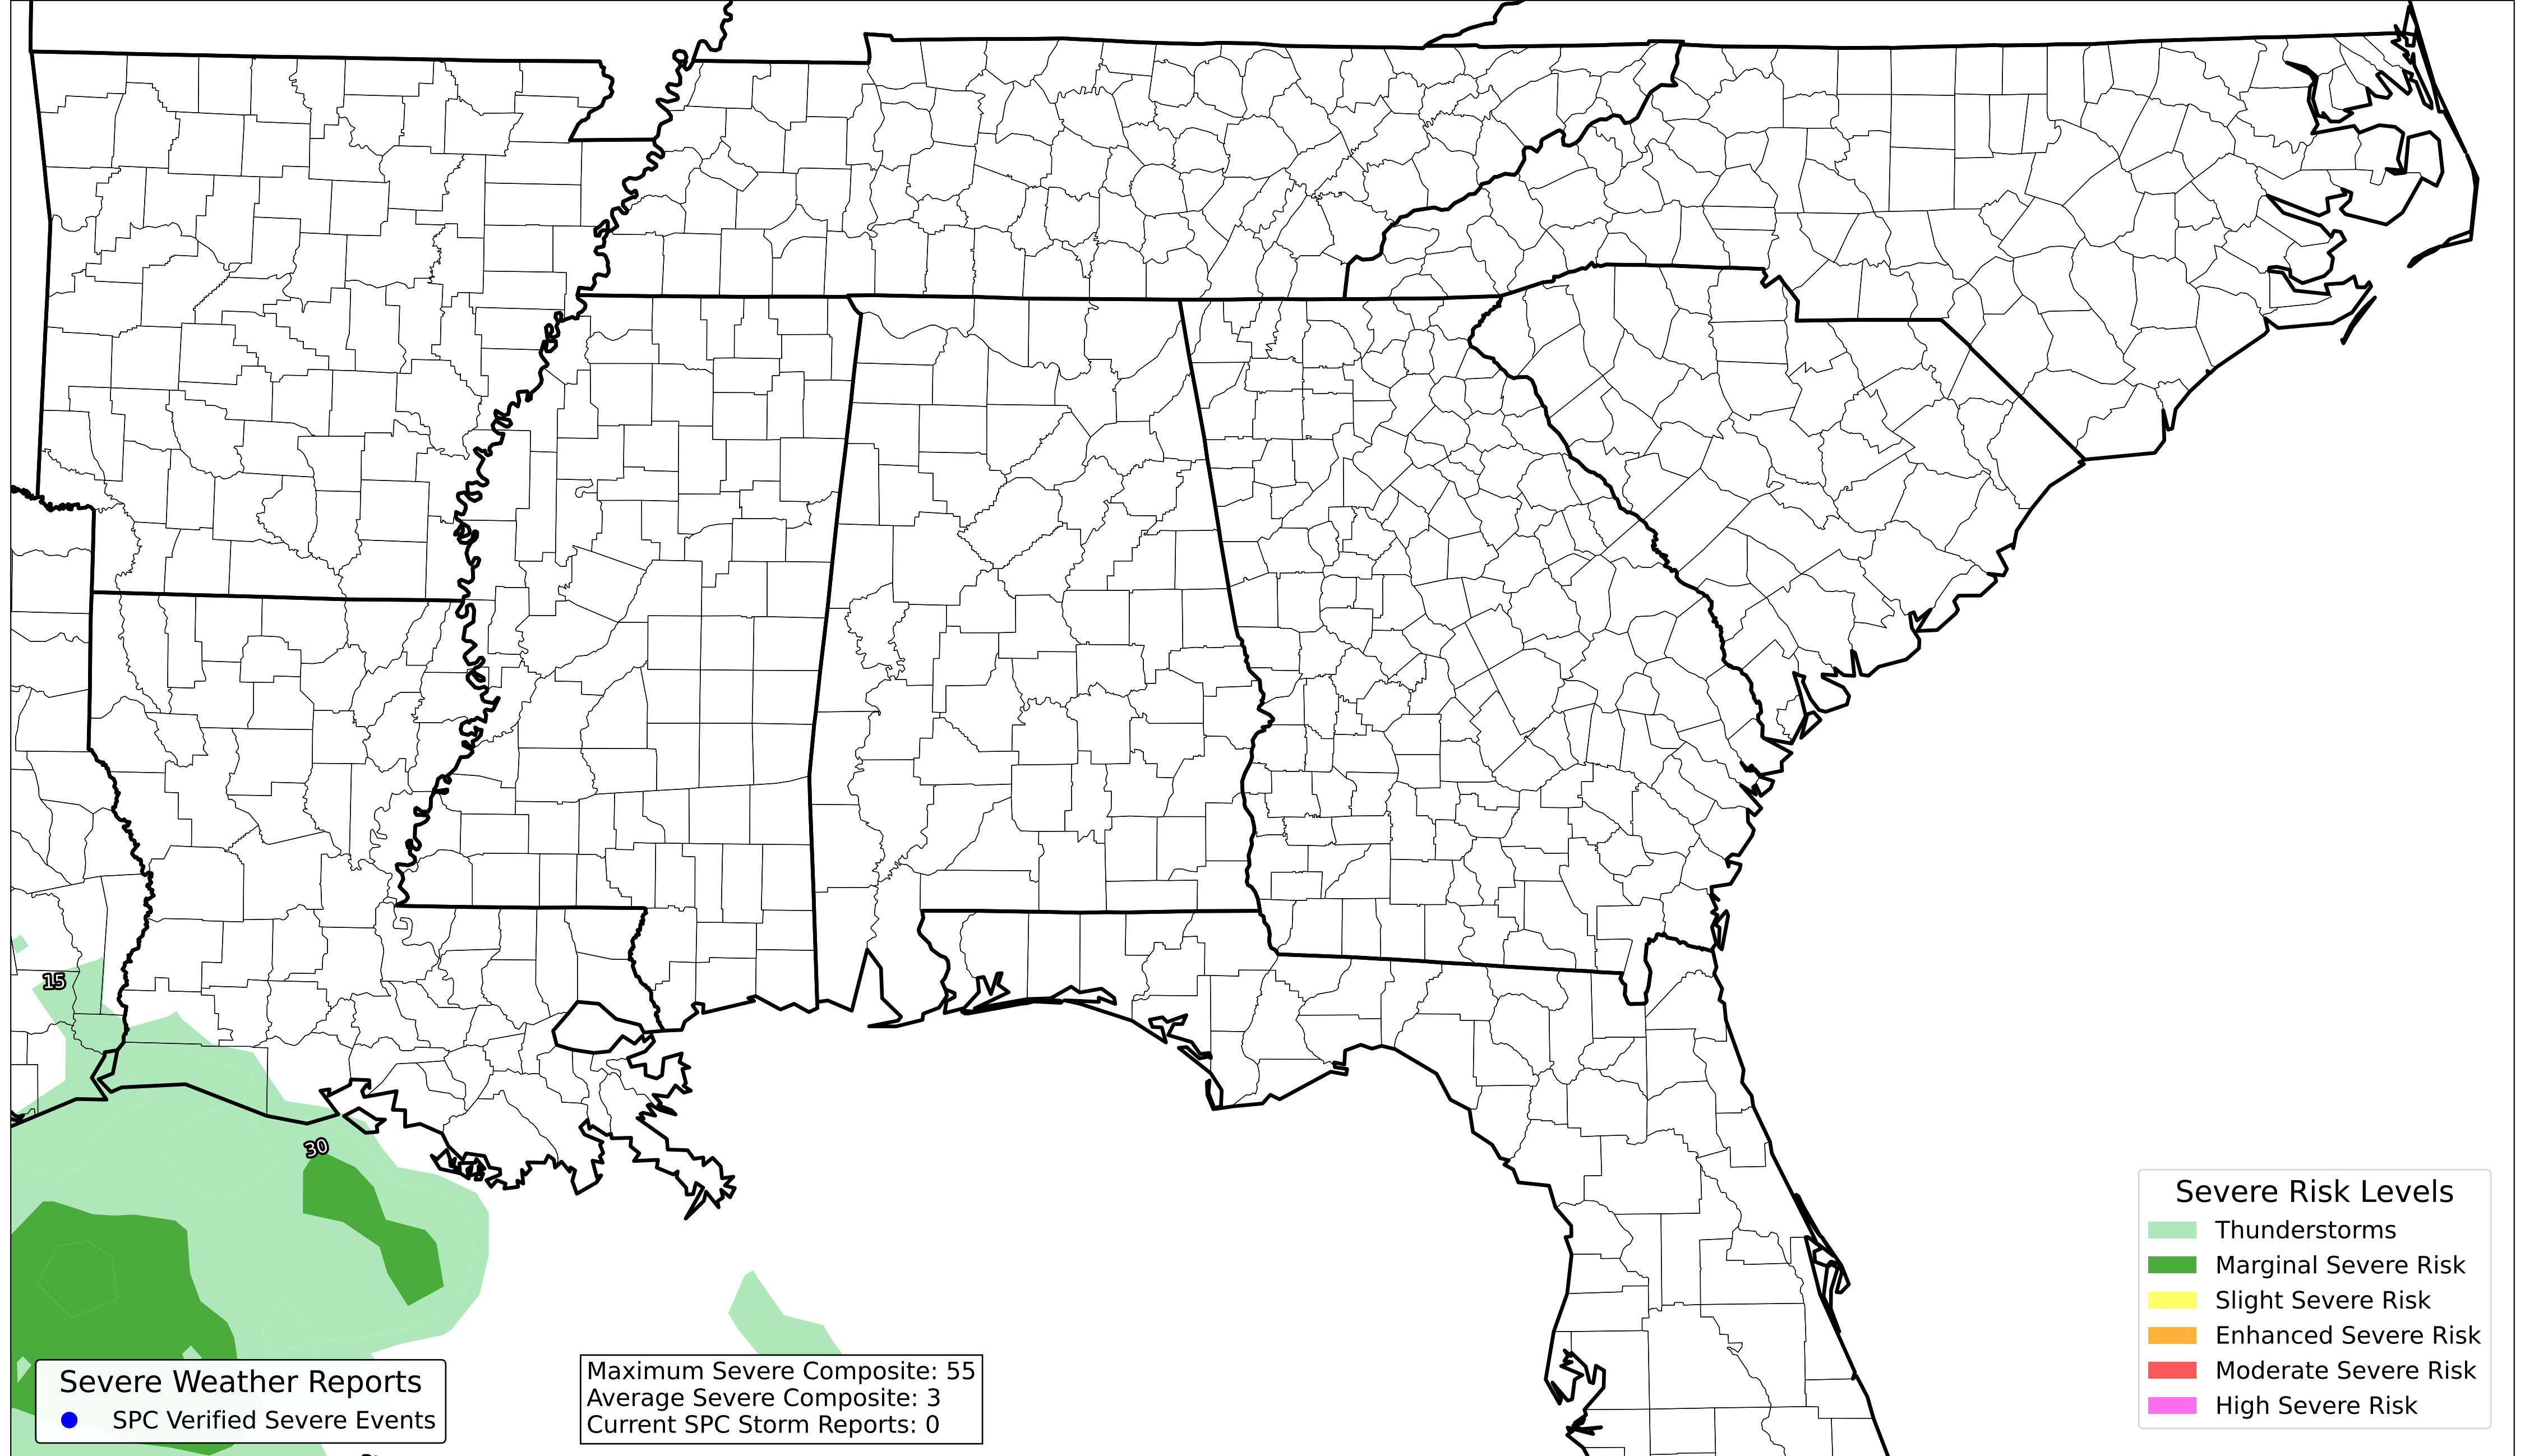 15
30
Severe Weather Reports
SPC Verified Severe Events
Maximum Severe Composite: 55
Average Severe Composite: 3
Current SPC Storm Reports: 0
Severe Risk Levels
Thunderstorms
Marginal Severe Risk
Slight Severe Risk
Enhanced Severe Risk
Moderate Severe Risk
High Severe Risk